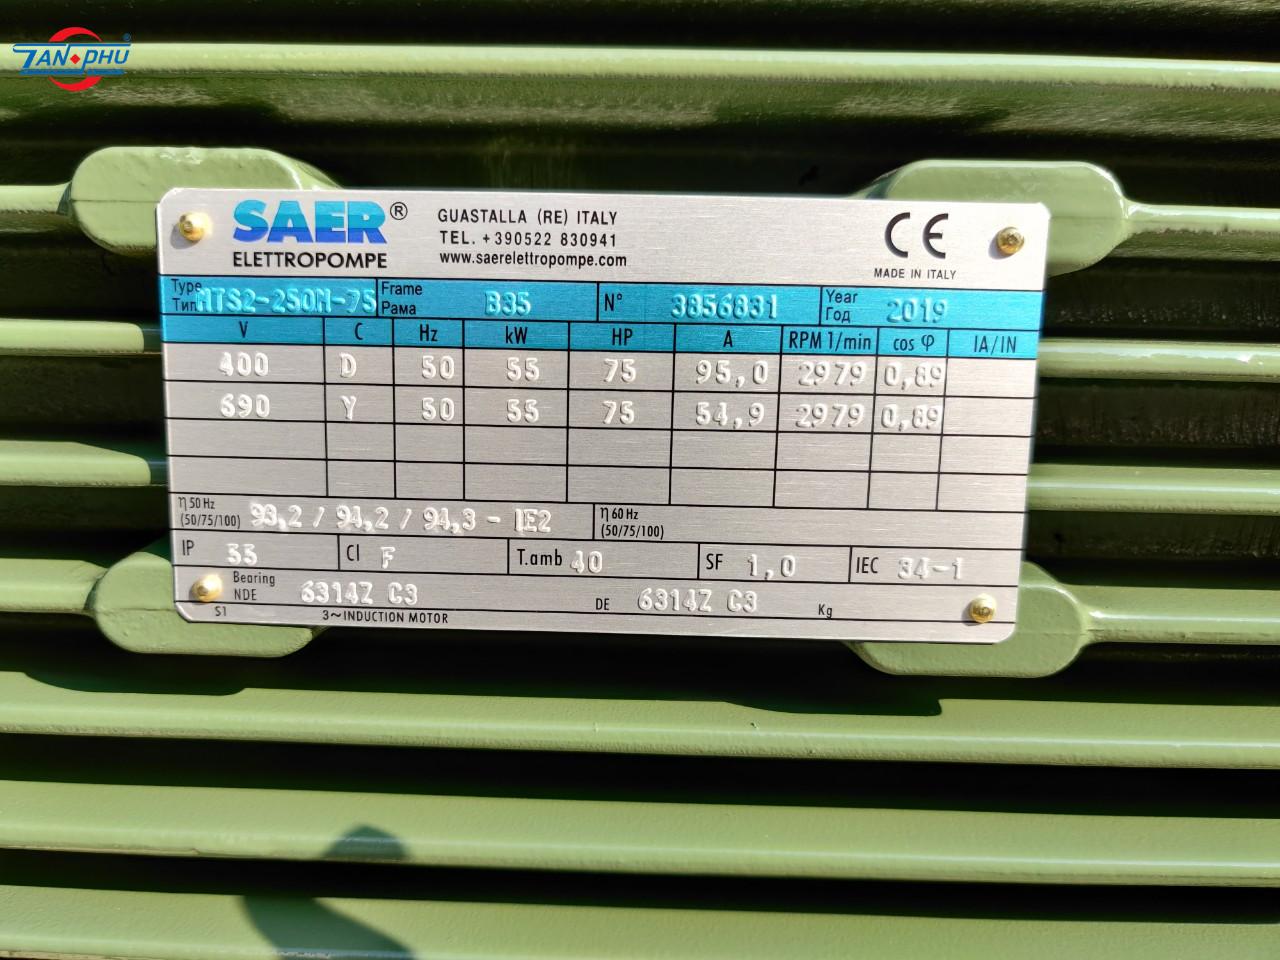 TAN PHU®
SAER®
ELETTROPOMPE
GUASTALLA (RE) ITALY
TEL. +390522 830941
www.saerelettropompe.com
CE
MADE IN ITALY
Type Тип MTS2-250M-75 Frame Рама B35 N° 3856831 Year Год 2019
V C Hz kW HP A RPM 1/min cos φ IA/IN
400 D 50 55 75 95,0 2979 0,89
690 Y 50 55 75 54,9 2979 0,89
η 50 Hz (50/75/100) 93,2 / 94,2 / 94,3 - IE2 η 60 Hz (50/75/100)
IP 55 Cl F T.amb 40 SF 1,0 IEC 34-1
Bearing NDE 6314Z C3 DE 6314Z C3 Kg
S1 3~INDUCTION MOTOR